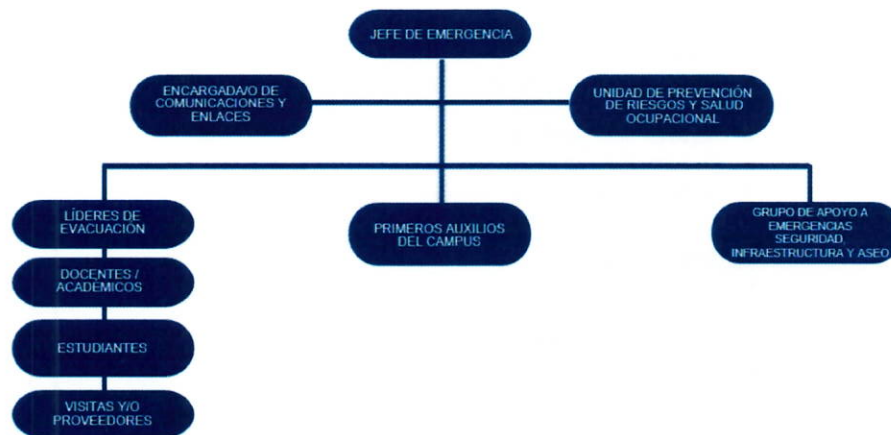 JEFE DE EMERGENCIA
ENCARGADA/O DE
COMUNICACIONES Y
ENLACES
UNIDAD DE PREVENCIÓN
DE RIESGOS Y SALUD
OCUPACIONAL
LÍDERES DE
EVACUACIÓN
PRIMEROS AUXILIOS
DEL CAMPUS
GRUPO DE APOYO A
EMERGENCIAS
SEGURIDAD,
INFRAESTRUCTURA Y ASEO
DOCENTES /
ACADÉMICOS
ESTUDIANTES
VISITAS Y/O
PROVEEDORES